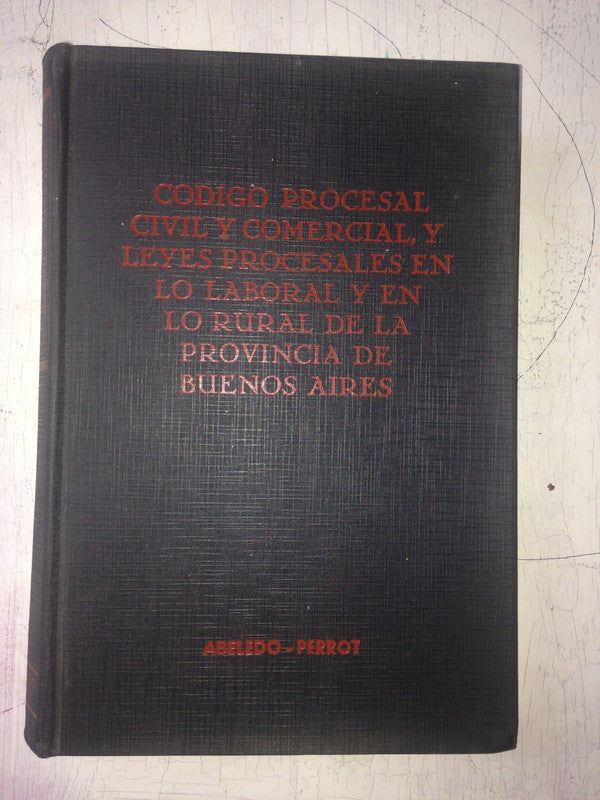 CODIGO PROCESAL
CIVIL Y COMERCIAL, Y
LEYES PROCESALES EN
LO LABORAL Y EN
LO RURAL DE LA
PROVINCIA DE
BUENOS AIRES
ABELEDO-PERROT